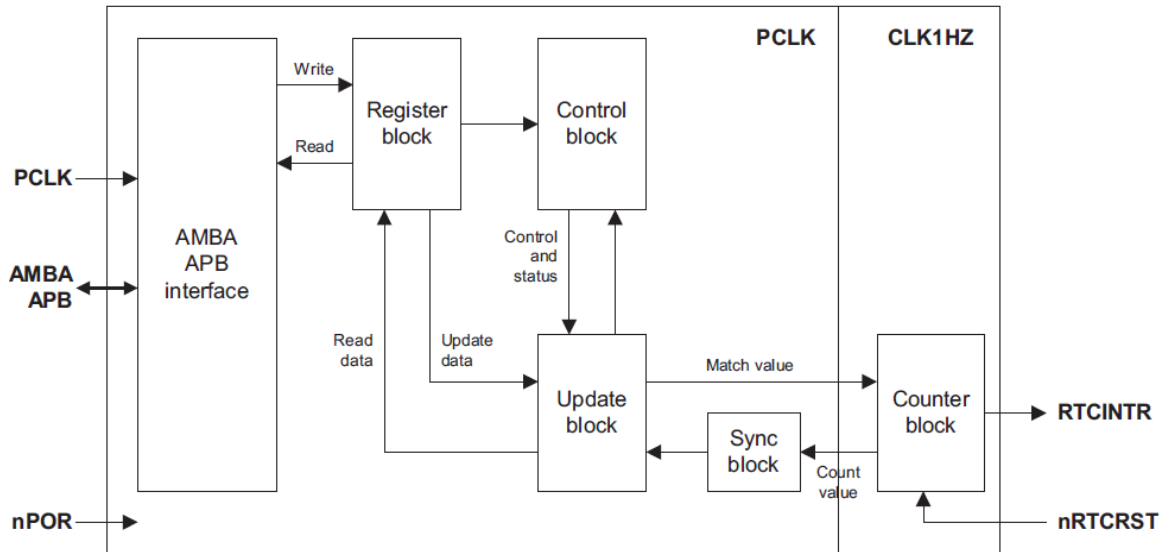 PCLK
CLK1HZ
Write
Register
block
Control
block
Read
PCLK
AMBA
APB
interface
AMBA
APB
Control
and
status
Read
data
Update
data
Match value
Update
block
Counter
block
RTCINTR
Sync
block
Count
value
nPOR
nRTCRST